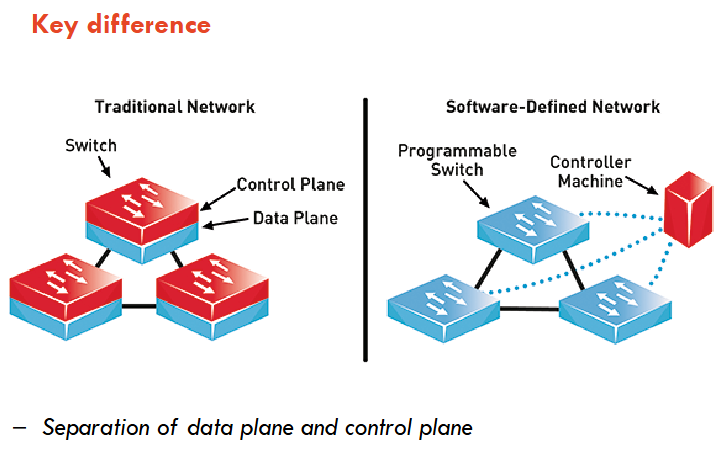 Key difference
Traditional Network
Switch
Control Plane
Data Plane
Software-Defined Network
Programmable
Switch
Controller
Machine
– Separation of data plane and control plane